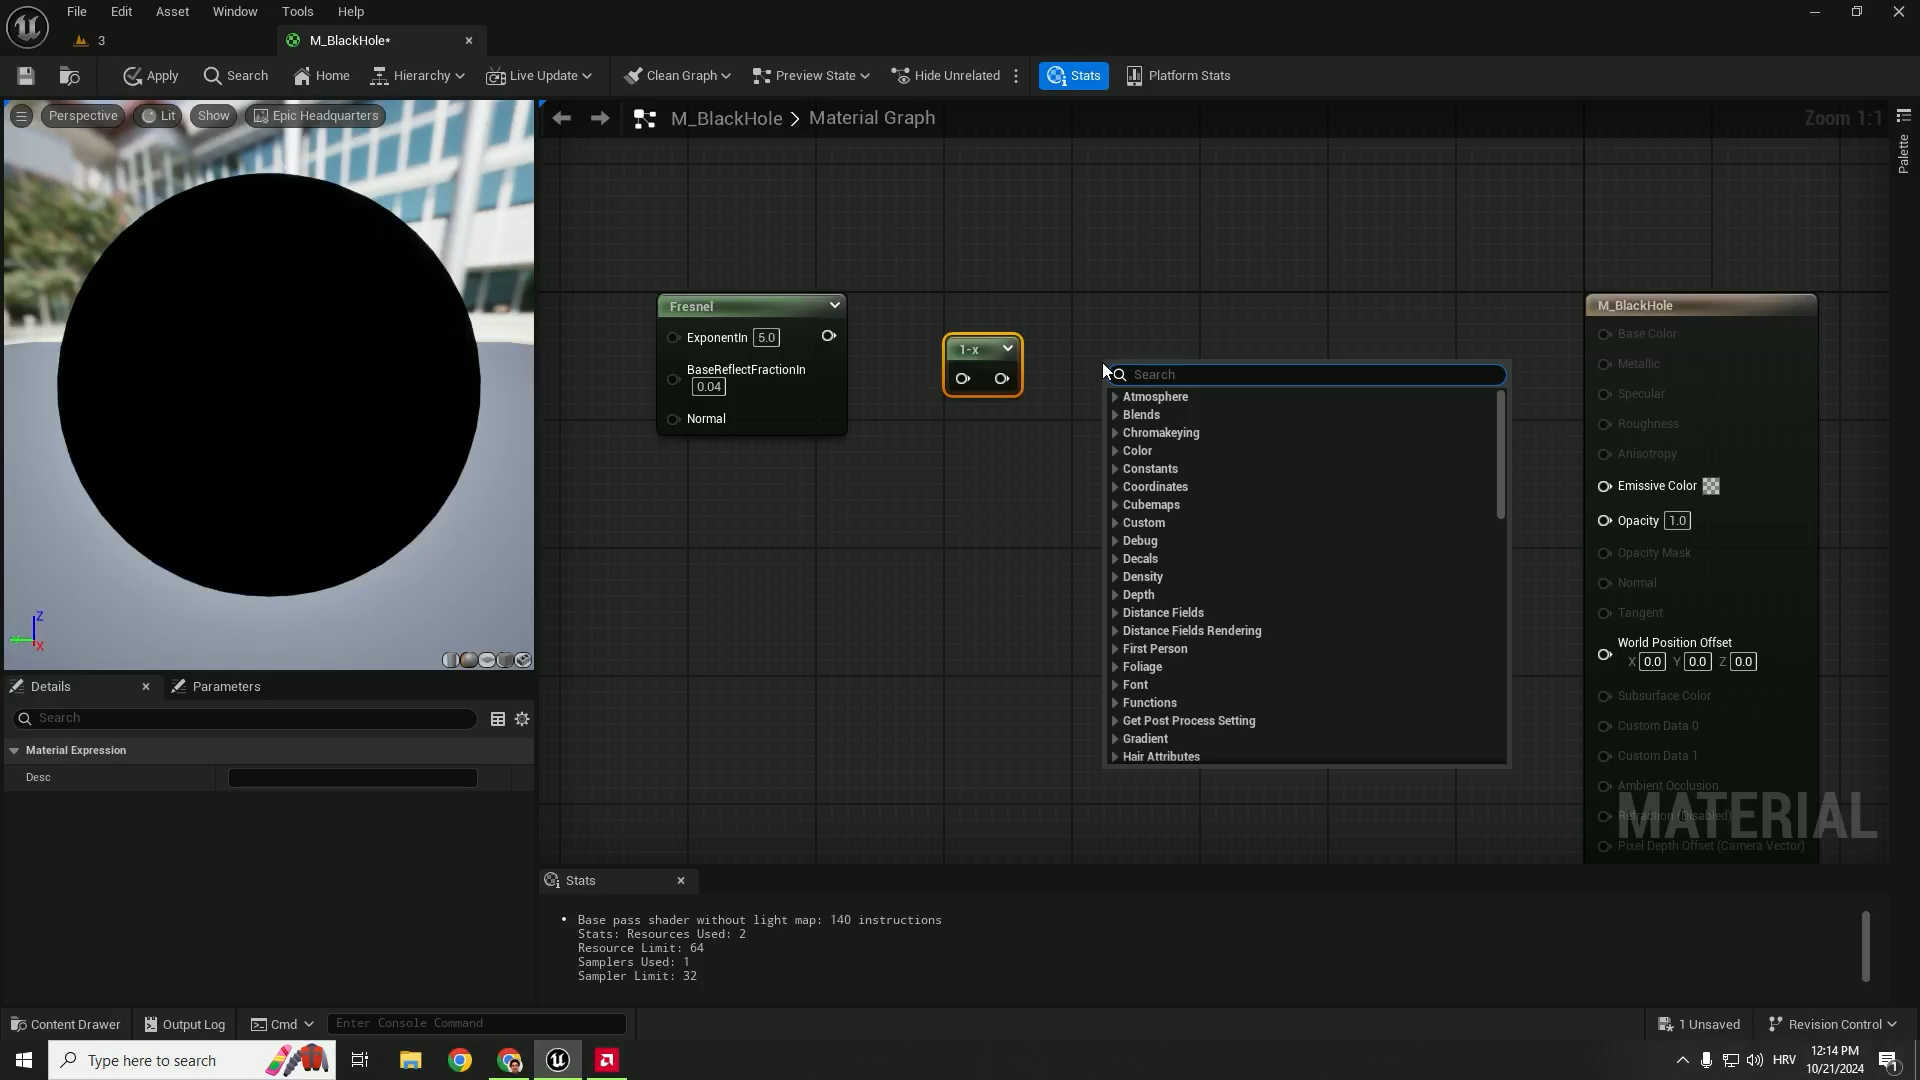 File Edit Asset Window Tools Help
3
M_BlackHole*
Apply Search Home Hierarchy Live Update Clean Graph Preview State Hide Unrelated Stats Platform Stats
Perspective Lit Show Epic Headquarters
M_BlackHole > Material Graph
Zoom 1:1
Palette
Fresnel
ExponentIn 5.0
BaseReflectFractionIn
0.04
Normal
1-x
Search
Atmosphere
Blends
Chromakeying
Color
Constants
Coordinates
Cubemaps
Custom
Debug
Decals
Density
Depth
Distance Fields
Distance Fields Rendering
First Person
Foliage
Font
Functions
Get Post Process Setting
Gradient
Hair Attributes
M_BlackHole
Base Color
Metallic
Specular
Roughness
Anisotropy
Emissive Color
Opacity 1.0
Opacity Mask
Normal
Tangent
World Position Offset
X 0.0 Y 0.0 Z 0.0
Subsurface Color
Custom Data 0
Custom Data 1
Ambient Occlusion
Refraction (Disabled)
Pixel Depth Offset (Camera Vector)
MATERIAL
Z
X
Details
Parameters
Search
Material Expression
Desc
Stats
• Base pass shader without light map: 140 instructions
Stats: Resources Used: 2
Resource Limit: 64
Samplers Used: 1
Sampler Limit: 32
Content Drawer Output Log Cmd Enter Console Command
1 Unsaved Revision Control
Type here to search
HRV
12:14 PM
10/21/2024
1